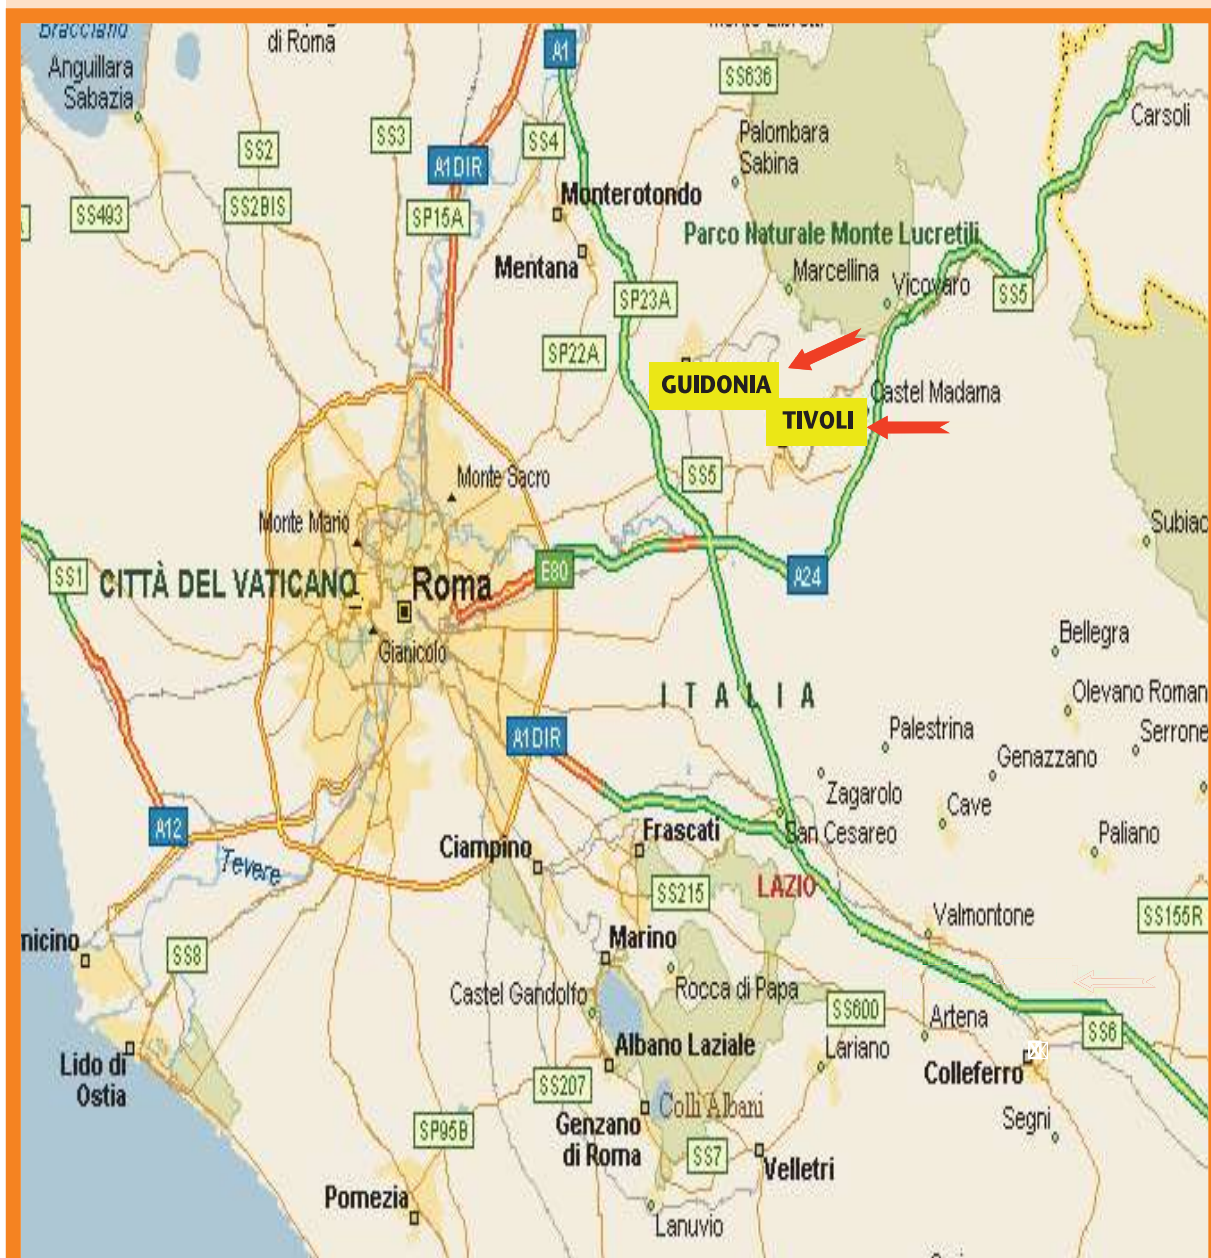 Bracciano
di Roma
A1
Anguillara
Sabazia
SS636
Carsoli
SS2
SS3
SS4
Palombara
Sabina
A1DIR
SS493
SS2BIS
SP15A
Monterotondo
Parco Naturale Monte Lucretili
Mentana
Marcellina
Vicovaro
SS5
SP23A
SP22A
GUIDONIA
Castel Madama
TIVOLI
SS5
Monte Sacro
Monte Mario
Subiac
SS1
CITTÀ DEL VATICANO
Roma
E80
A24
Gianicolo
Bellegra
ITALIA
Olevano Roman
A1DIR
Palestrina
Serrone
Genazzano
Zagarolo
Cave
A12
Ciampino
Frascati
San Cesareo
Paliano
Tevere
SS215
LAZIO
Valmontone
SS155R
nicino
SS8
Marino
Castel Gandolfo
Rocca di Papa
SS600
Artena
SS6
Lido di
Ostia
Albano Laziale
Lariano
Colleferro
SS207
Colli Albani
Segni
SP95B
Genzano
di Roma
SS7
Velletri
Pomezia
Lanuvio